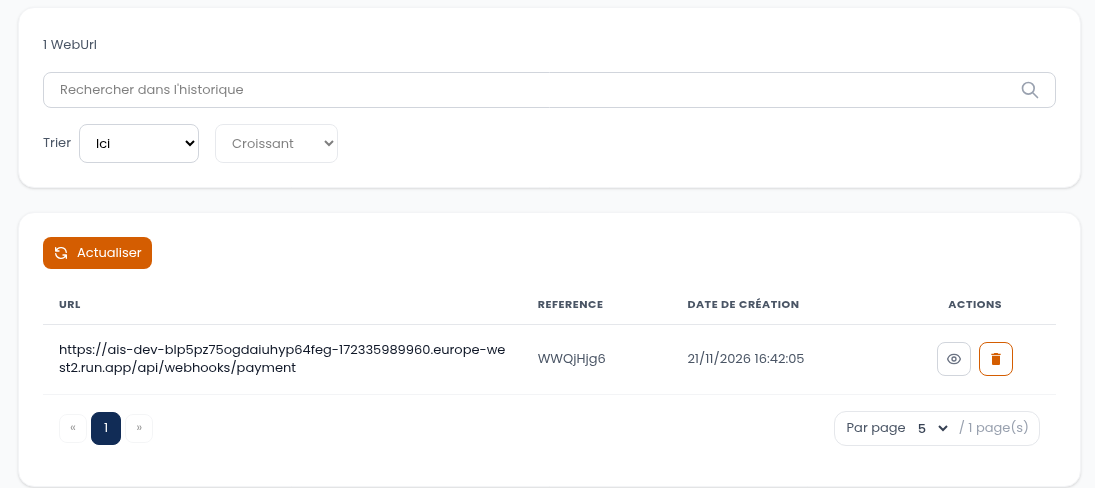 1 WebUrl
Rechercher dans l'historique
Trier Ici Croissant
Actualiser
URL REFERENCE DATE DE CRÉATION ACTIONS
https://ais-dev-blp5pz75ogdaiuhyp64feg-172335989960.europe-we
st2.run.app/api/webhooks/payment
WWQjHjg6 21/11/2026 16:42:05
« 1 » Par page 5 / 1 page(s)